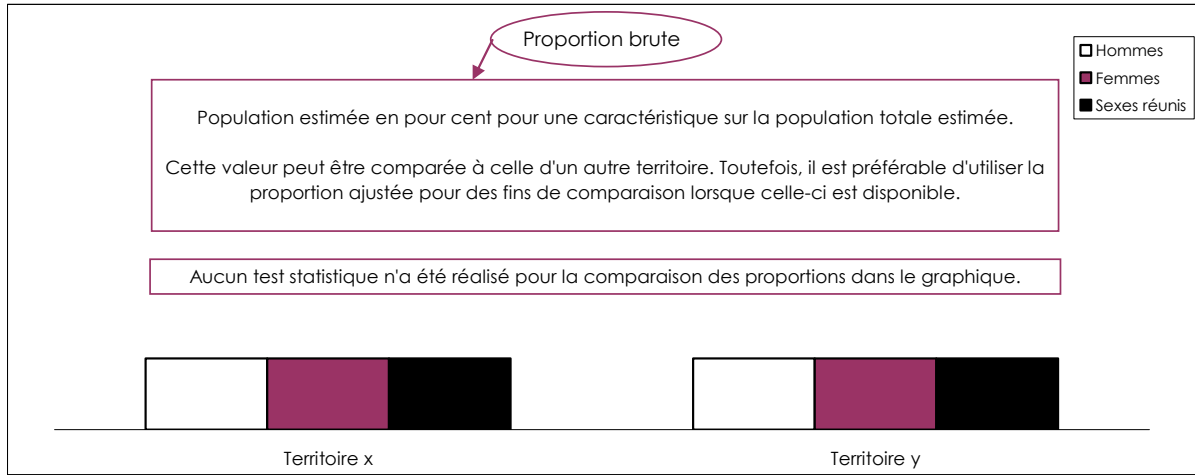 Proportion brute
Hommes
Femmes
Sexes réunis
Population estimée en pour cent pour une caractéristique sur la population totale estimée.
Cette valeur peut être comparée à celle d'un autre territoire. Toutefois, il est préférable d'utiliser la
proportion ajustée pour des fins de comparaison lorsque celle-ci est disponible.
Aucun test statistique n'a été réalisé pour la comparaison des proportions dans le graphique.
Territoire x
Territoire y